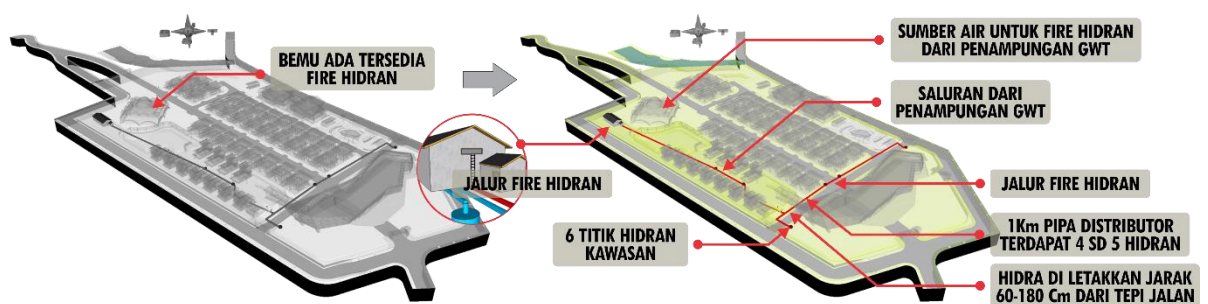 BEMU ADA TERSEDIA
FIRE HIDRAN
JALUR FIRE HIDRAN
SUMBER AIR UNTUK FIRE HIDRAN
DARI PENAMPUNGAN GWT
SALURAN DARI
PENAMPUNGAN GWT
JALUR FIRE HIDRAN
6 TITIK HIDRAN
KAWASAN
1Km PIPA DISTRIBUTOR
TERDAPAT 4 SD 5 HIDRAN
HIDRA DI LETAKKAN JARAK
60-180 Cm DARI TEPI JALAN